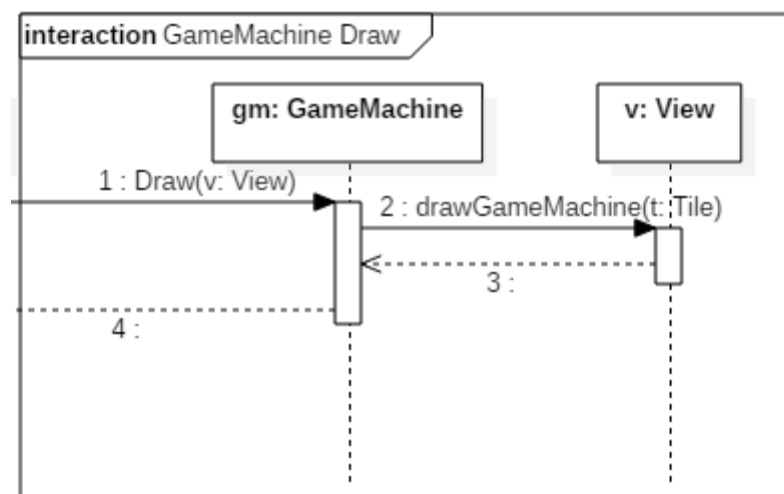 interaction GameMachine Draw
gm: GameMachine
v: View
1 : Draw(v: View)
2 : drawGameMachine(t: Tile)
3 :
4 :